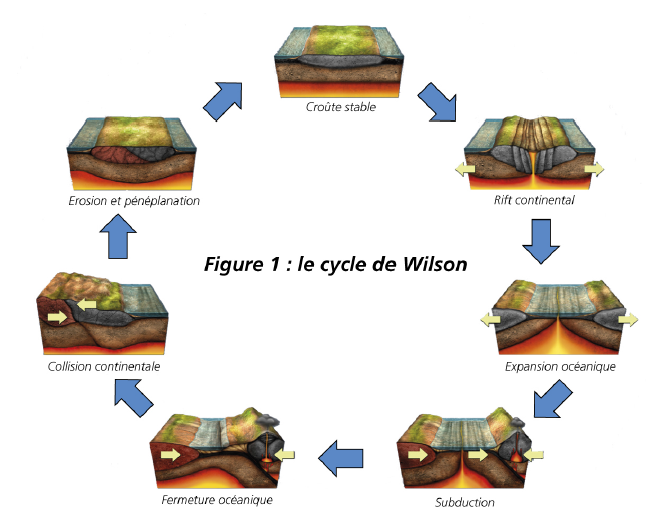 Croûte stable
Rift continental
Expansion océanique
Subduction
Fermeture océanique
Collision continentale
Erosion et pénéplanation
Figure 1 : le cycle de Wilson